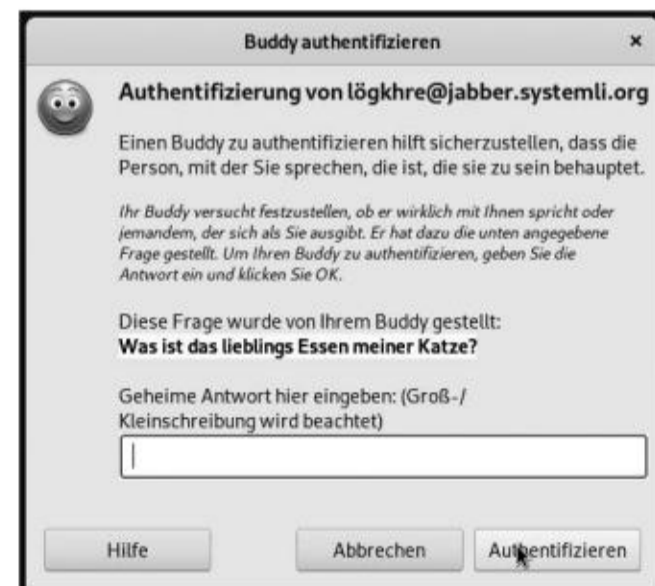 Buddy authentifizieren ×
Authentifizierung von lögkhre@jabber.systemli.org
Einen Buddy zu authentifizieren hilft sicherzustellen, dass die
Person, mit der Sie sprechen, die ist, die sie zu sein behauptet.
Ihr Buddy versucht festzustellen, ob er wirklich mit Ihnen spricht oder
jemandem, der sich als Sie ausgibt. Er hat dazu die unten angegebene
Frage gestellt. Um Ihren Buddy zu authentifizieren, geben Sie die
Antwort ein und klicken Sie OK.
Diese Frage wurde von Ihrem Buddy gestellt:
Was ist das lieblings Essen meiner Katze?
Geheime Antwort hier eingeben: (Groß-/
Kleinschreibung wird beachtet)
Hilfe Abbrechen Authentifizieren